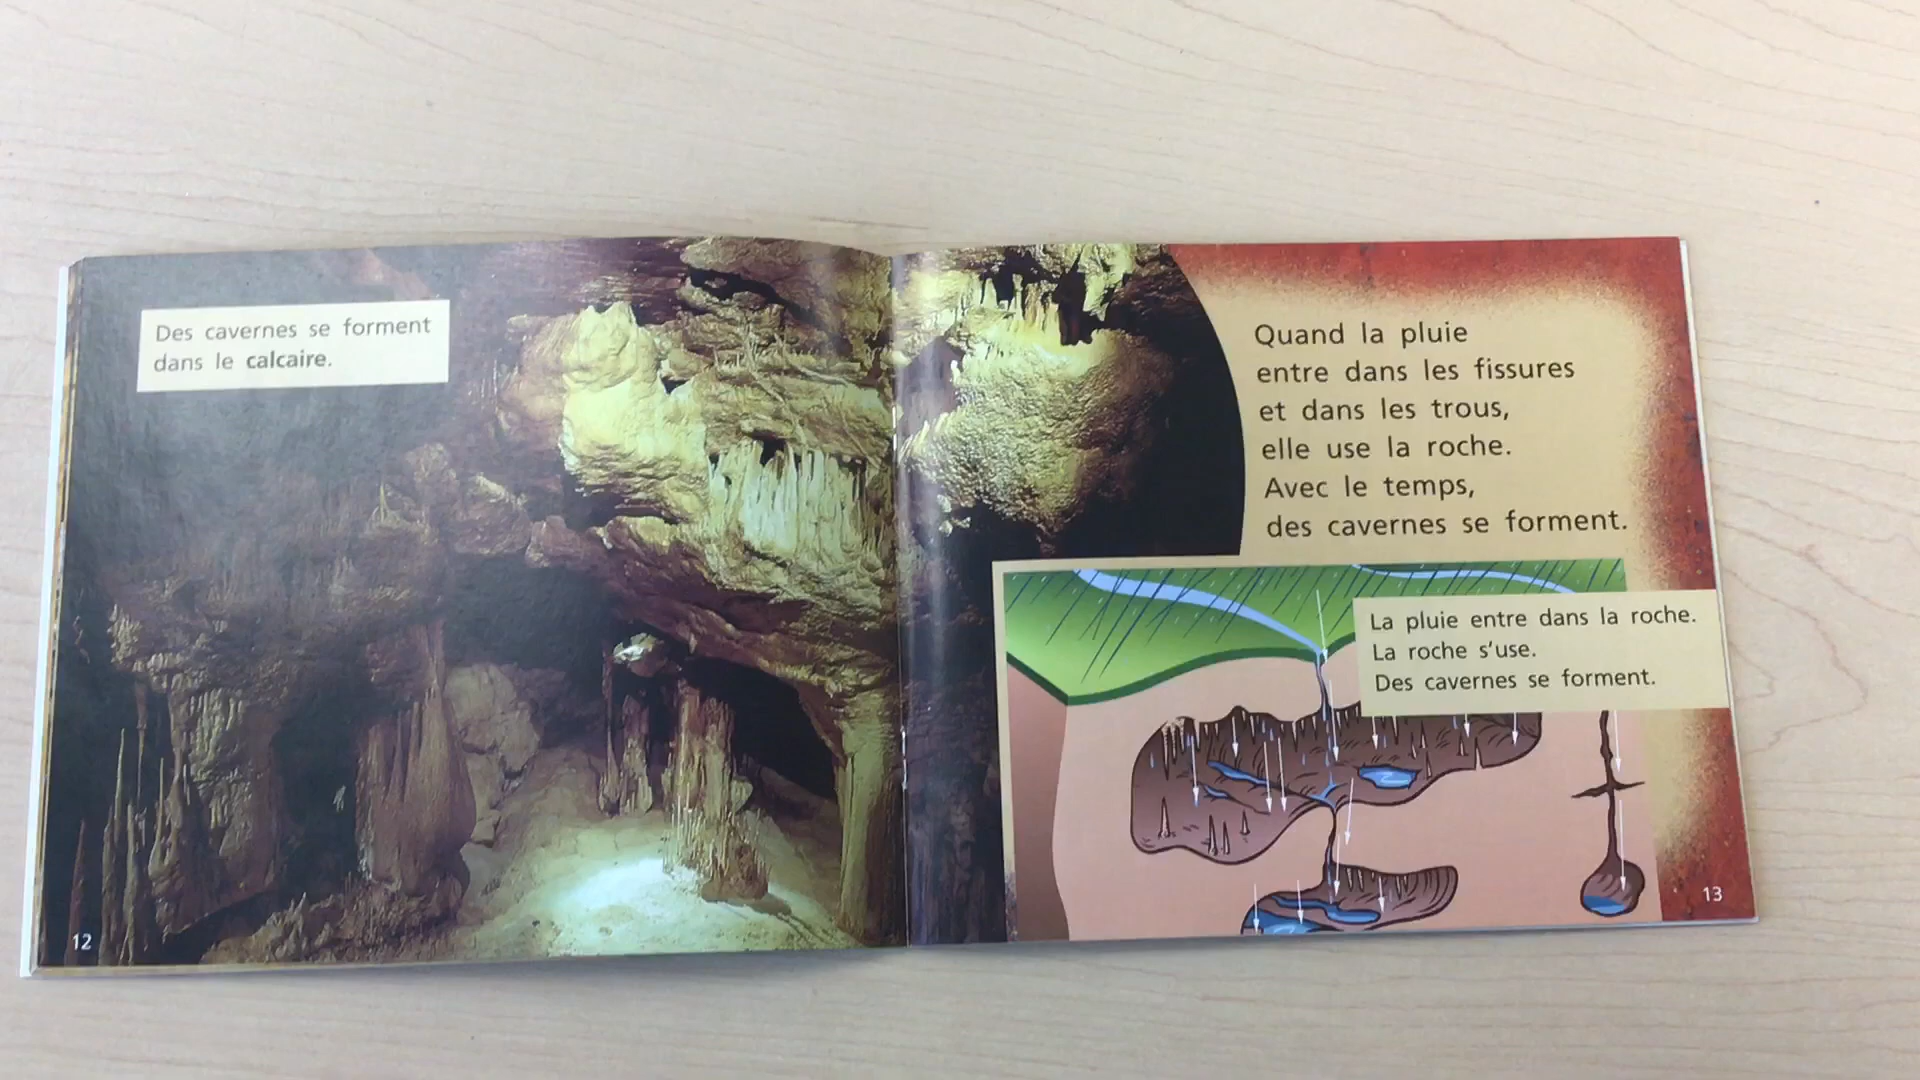 Des cavernes se forment
dans le calcaire.
12
Quand la pluie
entre dans les fissures
et dans les trous,
elle use la roche.
Avec le temps,
des cavernes se forment.
La pluie entre dans la roche.
La roche s'use.
Des cavernes se forment.
13